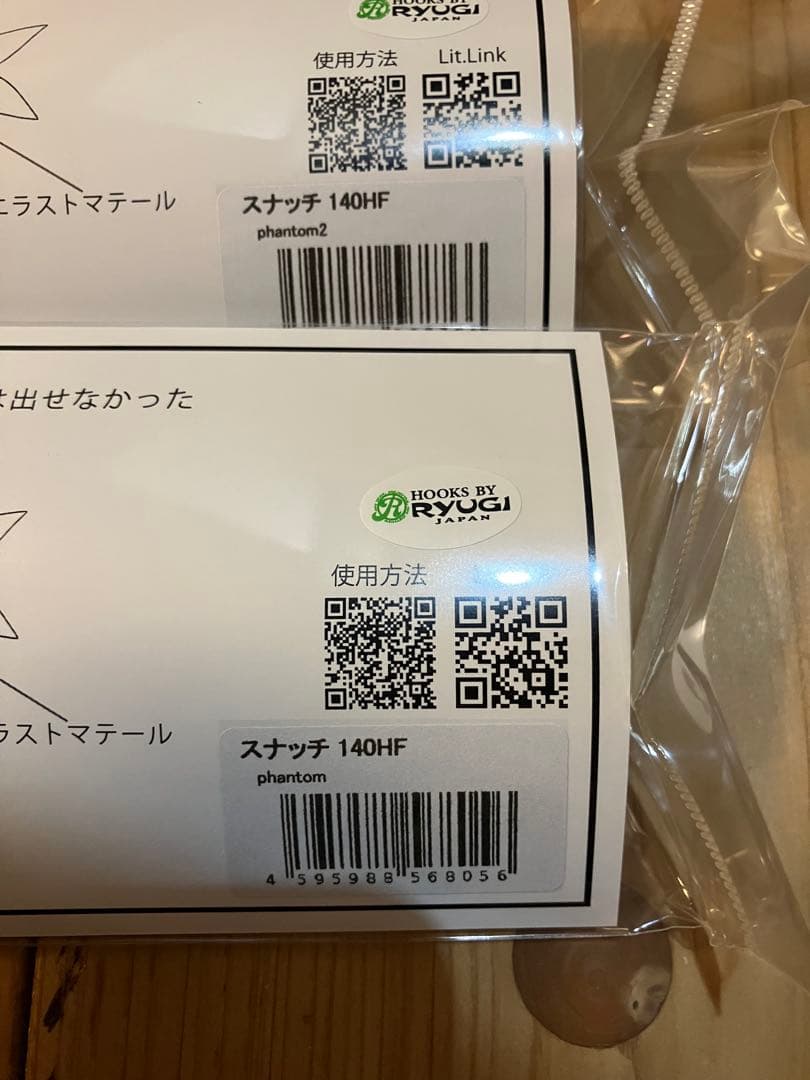 HOOKS BY
RYUGI
JAPAN
使用方法 Lit.Link
ニラストマテール
スナッチ 140HF
phantom2
は出せなかった
HOOKS BY
RYUGI
JAPAN
使用方法
ラストマテール
スナッチ 140HF
phantom
4 595988 568056